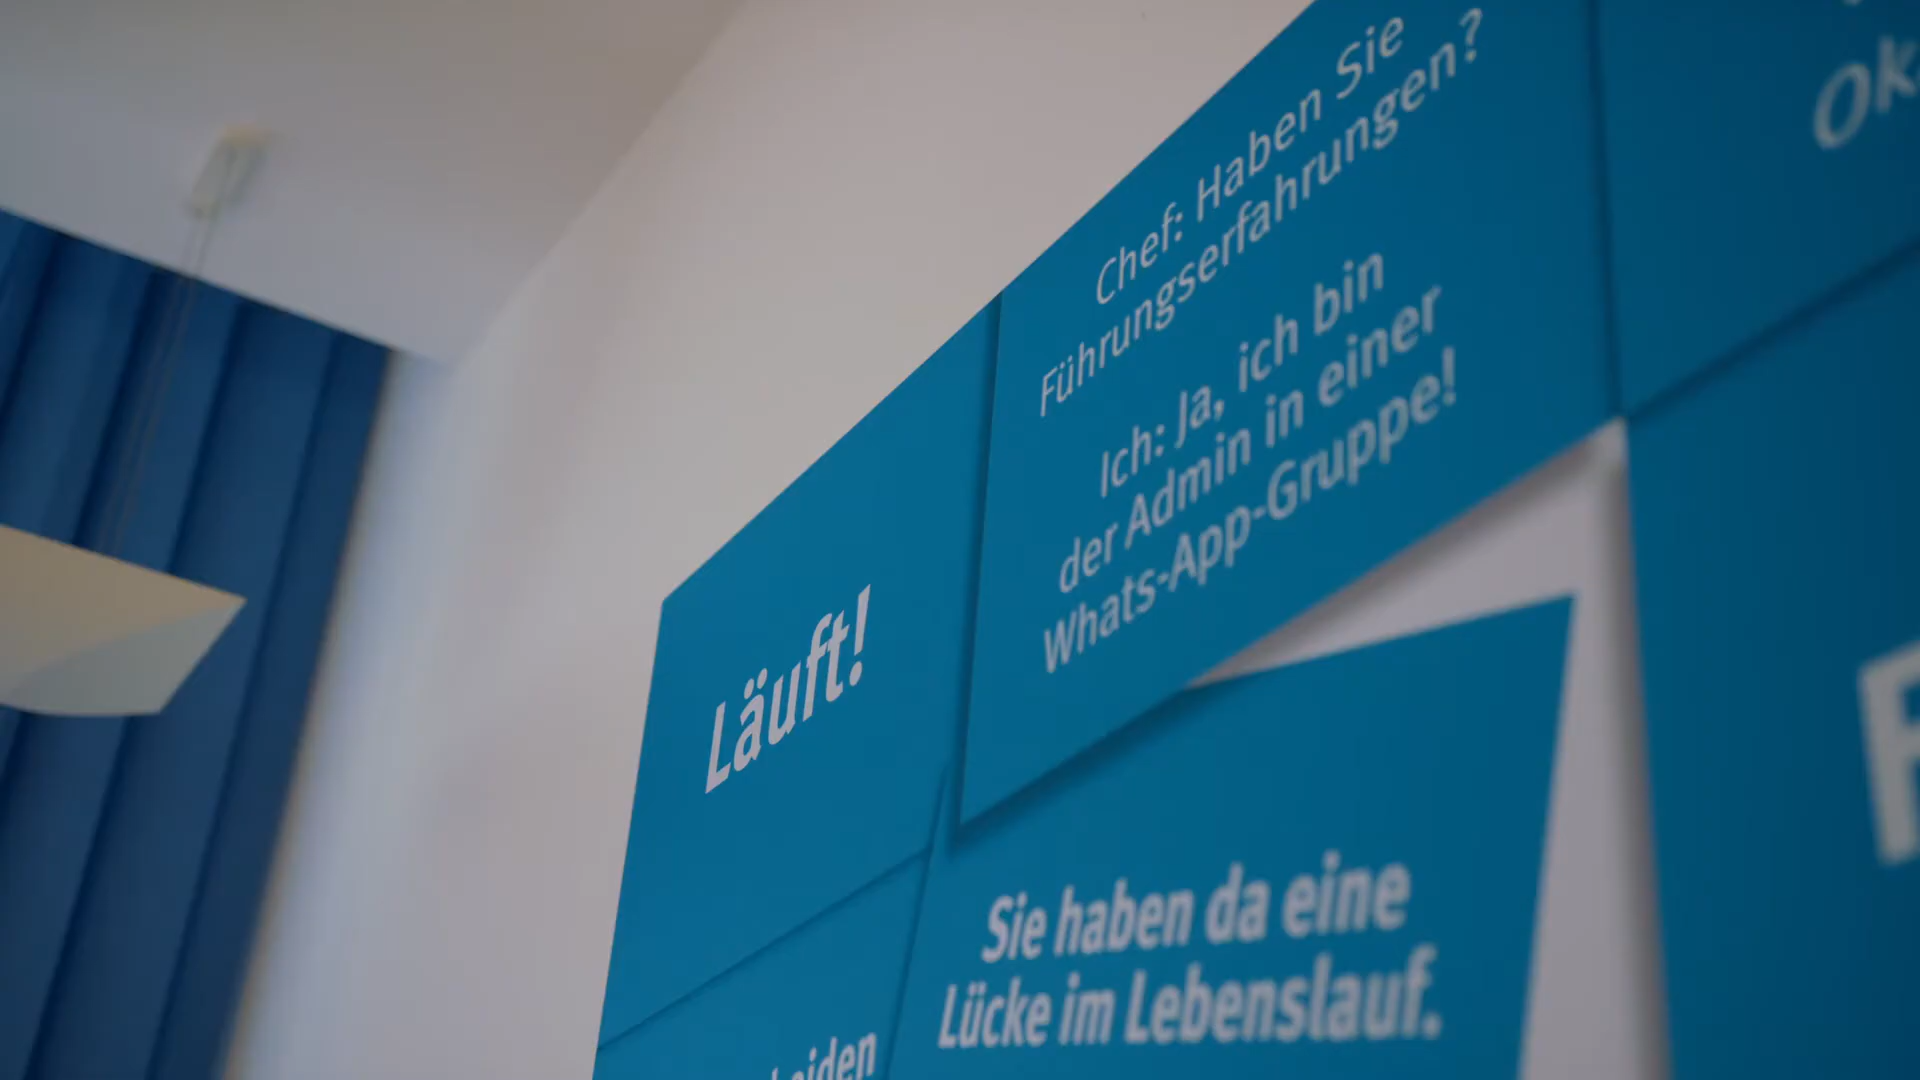 Chef: Haben Sie
Führungserfahrungen?
Ich: Ja, ich bin
der Admin in einer
Whats-App-Gruppe!
Läuft!
Sie haben da eine
Lücke im Lebenslauf.